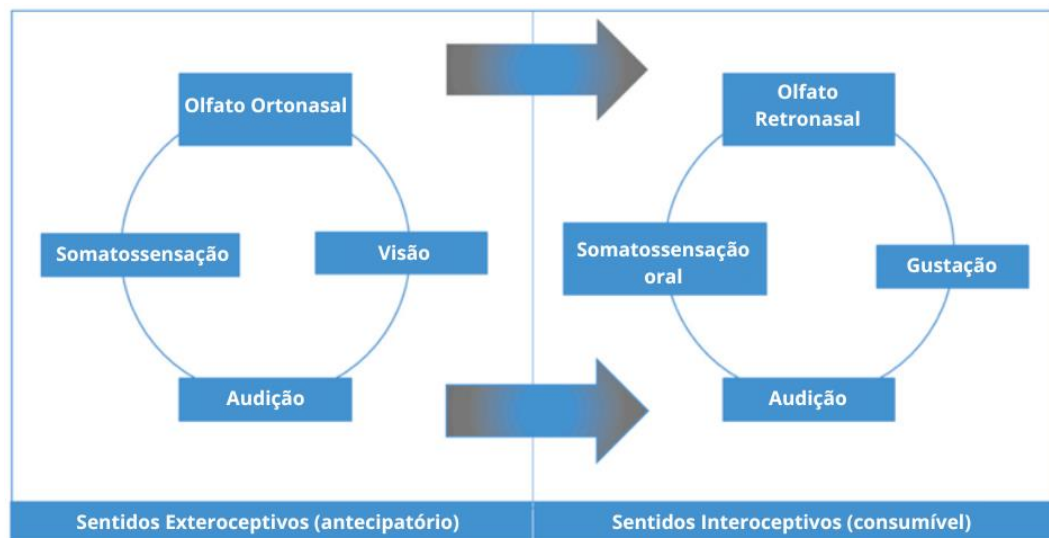 Olfato Ortonasal
Somatossensação
Visão
Audição
Sentidos Exteroceptivos (antecipatório)
Olfato
Retronasal
Somatossensação
oral
Gustação
Audição
Sentidos Interoceptivos (consumível)